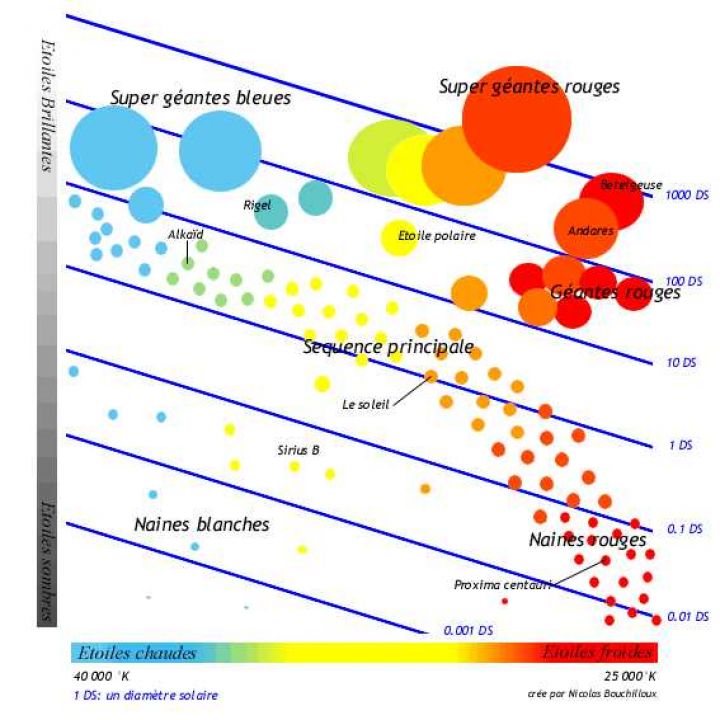 Etoiles Brillantes
Super géantes rouges
Super géantes bleues
Betelgeuse
1000 DS
Rigel
Alkaïd
Etoile polaire
Andares
100 DS
Géantes rouges
Sequence principale
10 DS
Le soleil
1 DS
Sirius B
Etoiles sombres
Naines blanches
0.1 DS
Naines rouges
Proxima centauri
0.01 DS
0.001 DS
Etoiles chaudes
Etoiles froides
40 000 °K
25 000 °K
1 DS: un diamètre solaire
crée par Nicolas Bouchilloux